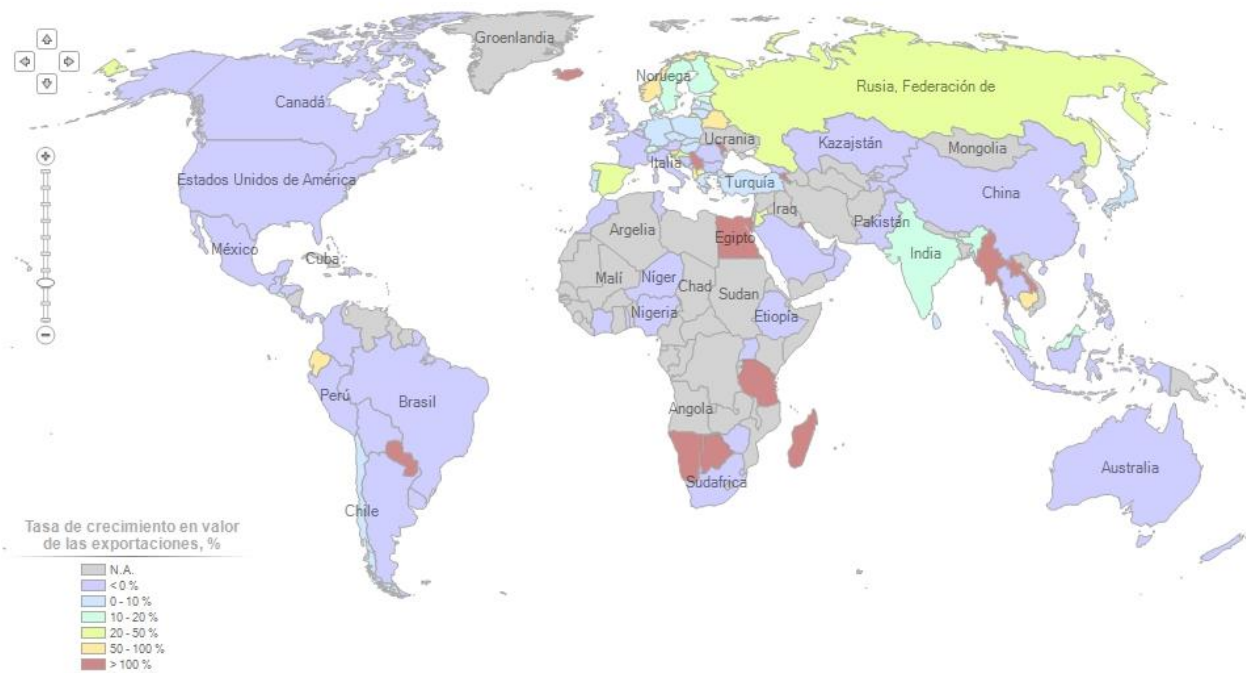 Groenlandia
Noruega
Canadá
Rusia, Federación de
Ucrania
Kazajstán
Mongolia
Italia
Estados Unidos de América
Turquía
China
Iraq
Pakistán
México
Argelia
Egipto
India
Cuba
Malí
Níger
Chad
Sudan
Nigeria
Etiopía
Perú
Brasil
Angola
Australia
Sudafrica
Chile
Tasa de crecimiento en valor
de las exportaciones, %
N.A.
< 0 %
0 - 10 %
10 - 20 %
20 - 50 %
50 - 100 %
> 100 %